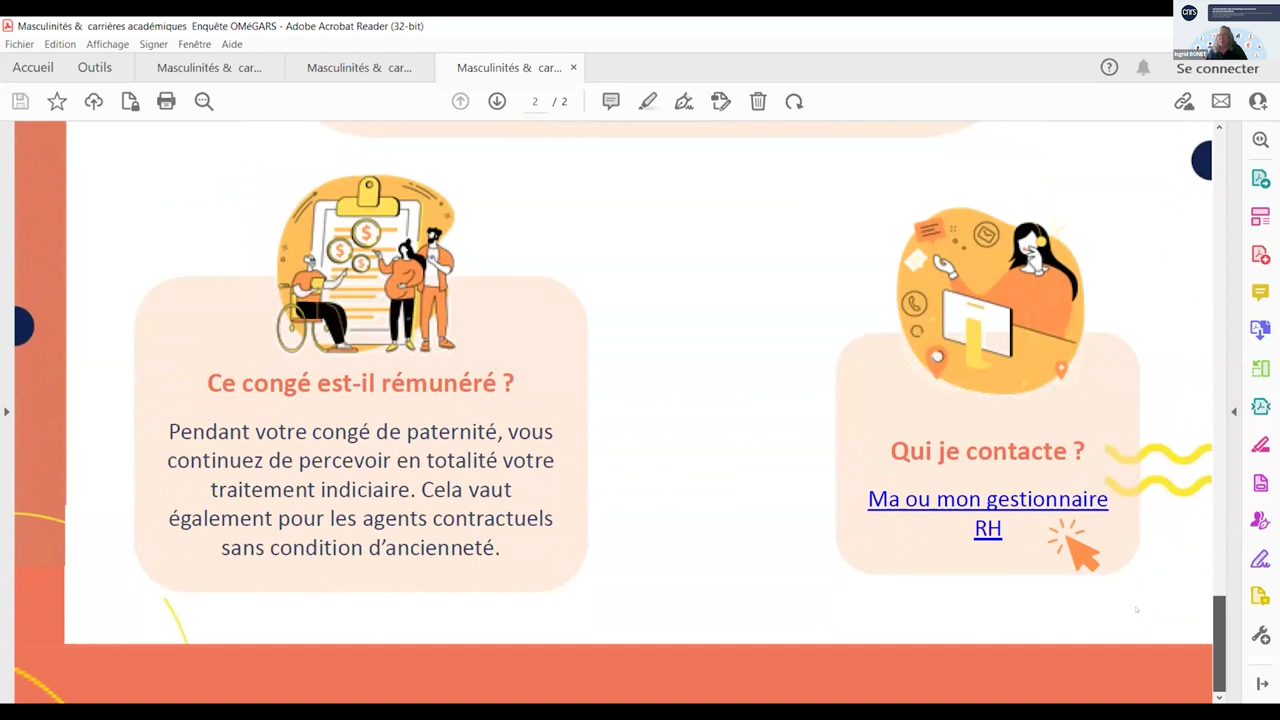 Masculinités & carrières académiques Enquête OMéGARS - Adobe Acrobat Reader (32-bit)
Fichier Edition Affichage Signer Fenêtre Aide
cnrs
Ingrid
Accueil Outils Masculinités & car... Masculinités & car... Masculinités & car... × Se connecter
2 / 2
Ce congé est-il rémunéré ?
Pendant votre congé de paternité, vous
continuez de percevoir en totalité votre
traitement indiciaire. Cela vaut
également pour les agents contractuels
sans condition d’ancienneté.
Qui je contacte ?
Ma ou mon gestionnaire
RH